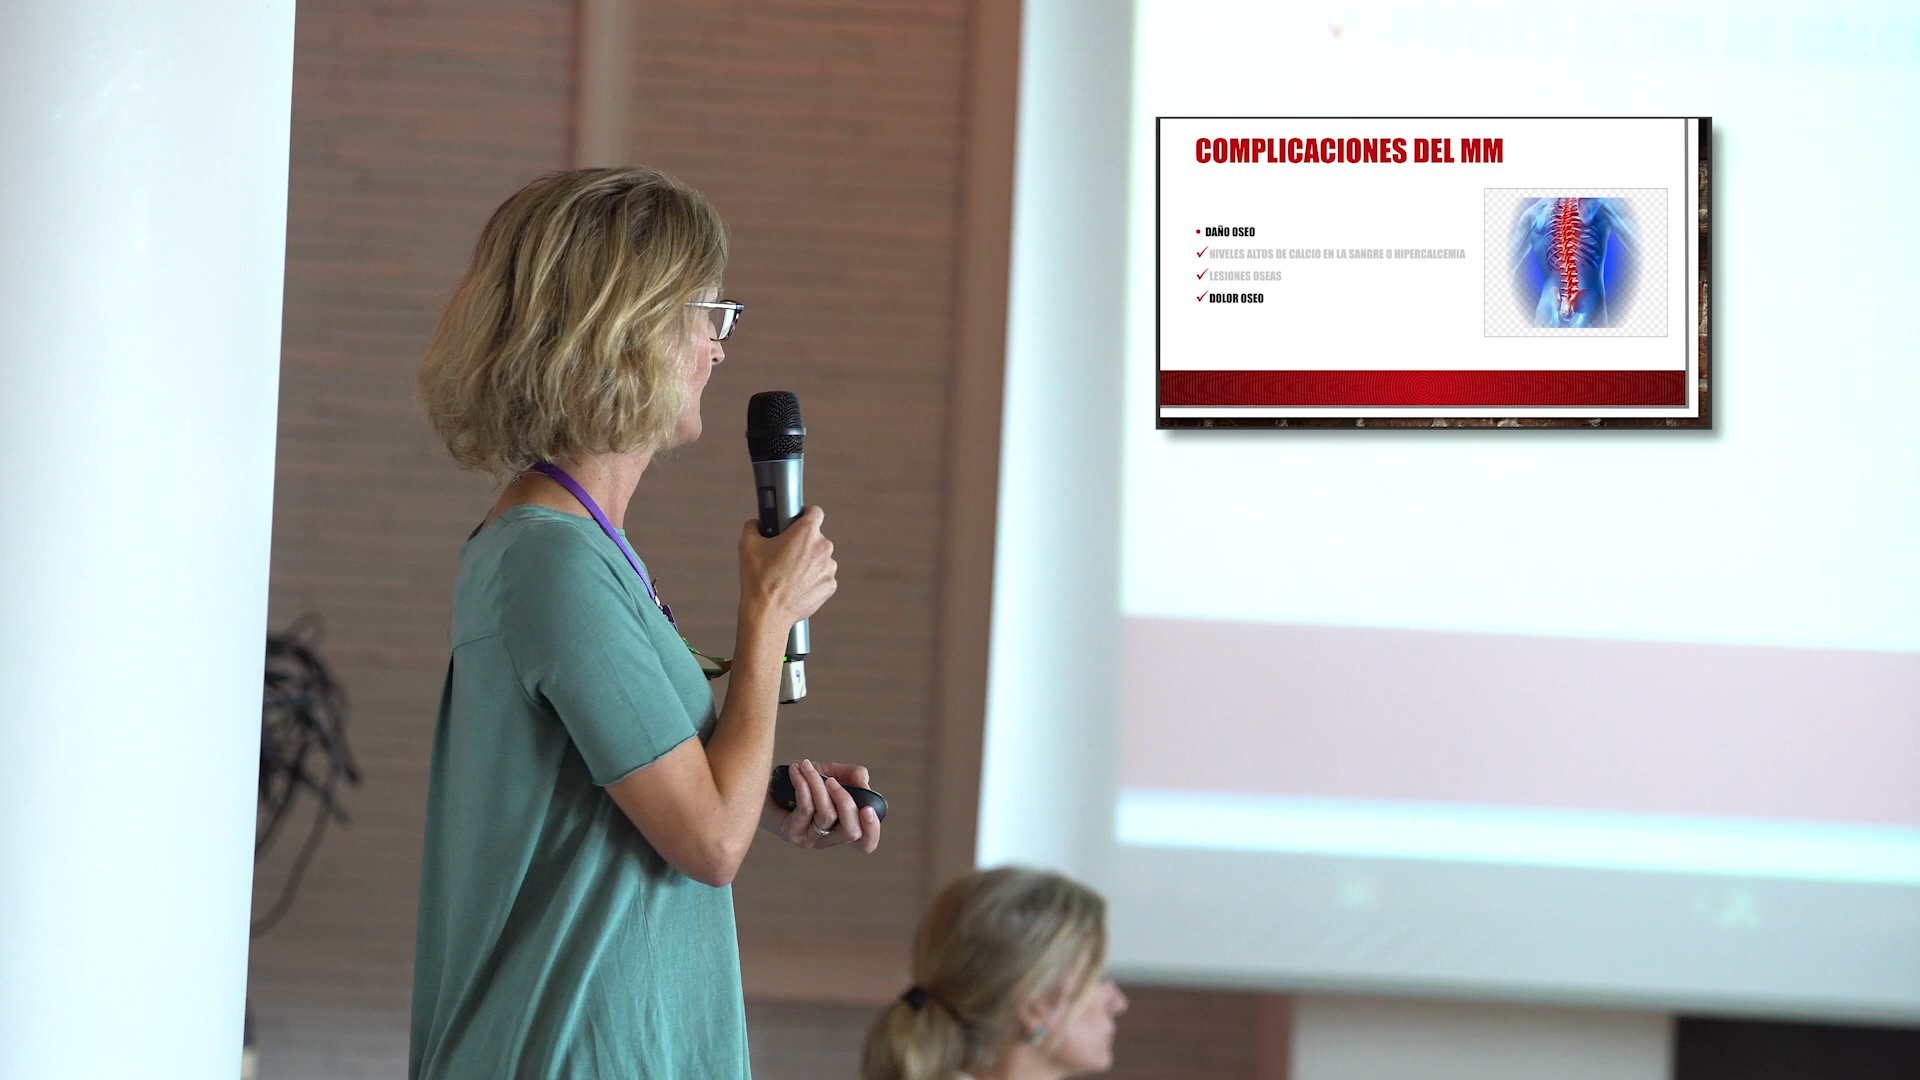 COMPLICACIONES DEL MM
• DAÑO OSEO
✓NIVELES ALTOS DE CALCIO EN LA SANGRE O HIPERCALCEMIA
✓LESIONES OSEAS
✓DOLOR OSEO